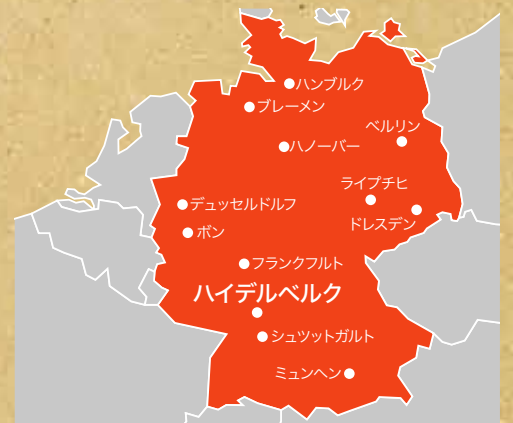 ハンブルク
ブレーメン
ベルリン
ハノーバー
ライプチヒ
デュッセルドルフ
ドレスデン
ボン
フランクフルト
ハイデルベルク
シュツットガルト
ミュンヘン